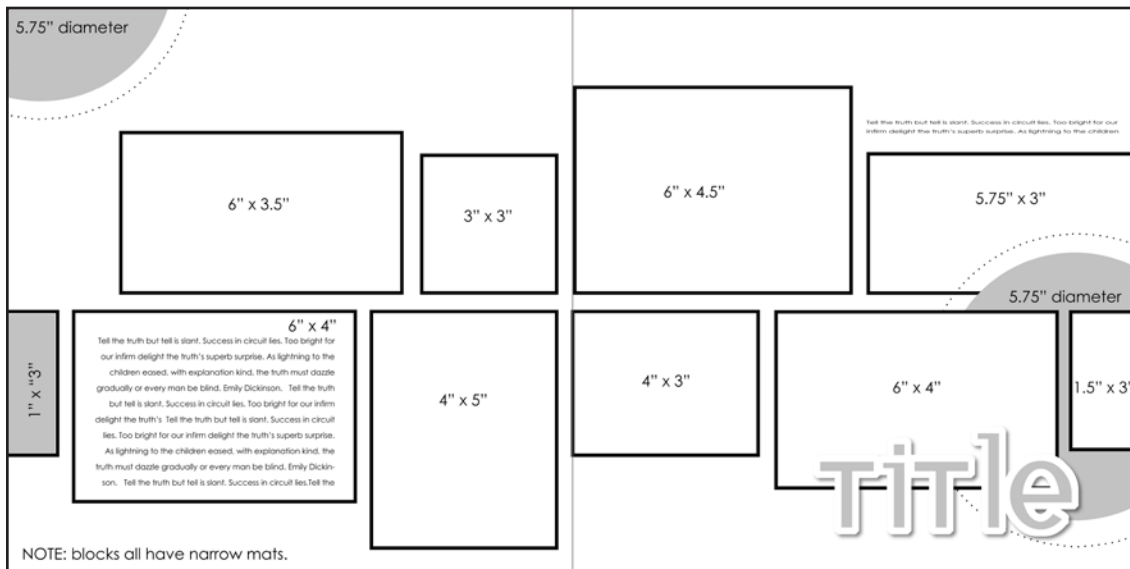 5.75” diameter
6” x 3.5”
3” x 3”
6” x 4.5”
Tell the truth but tell is slant. Success in circuit lies. Too bright for our
infirm delight the truth’s superb surprise. As lightning to the children
5.75” x 3”
5.75” diameter
1” x “3”
6” x 4”
Tell the truth but tell is slant. Success in circuit lies. Too bright for
our infirm delight the truth’s superb surprise. As lightning to the
children eased, with explanation kind, the truth must dazzle
gradually or every man be blind. Emily Dickinson.   Tell the truth
but tell is slant. Success in circuit lies. Too bright for our infirm
delight the truth’s  Tell the truth but tell is slant. Success in circuit
lies. Too bright for our infirm delight the truth’s superb surprise.
As lightning to the children eased, with explanation kind, the
truth must dazzle gradually or every man be blind. Emily Dickin-
son.   Tell the truth but tell is slant. Success in circuit lies.Tell the
4” x 5”
4” x 3”
6” x 4”
1.5” x 3”
TiTle
NOTE: blocks all have narrow mats.